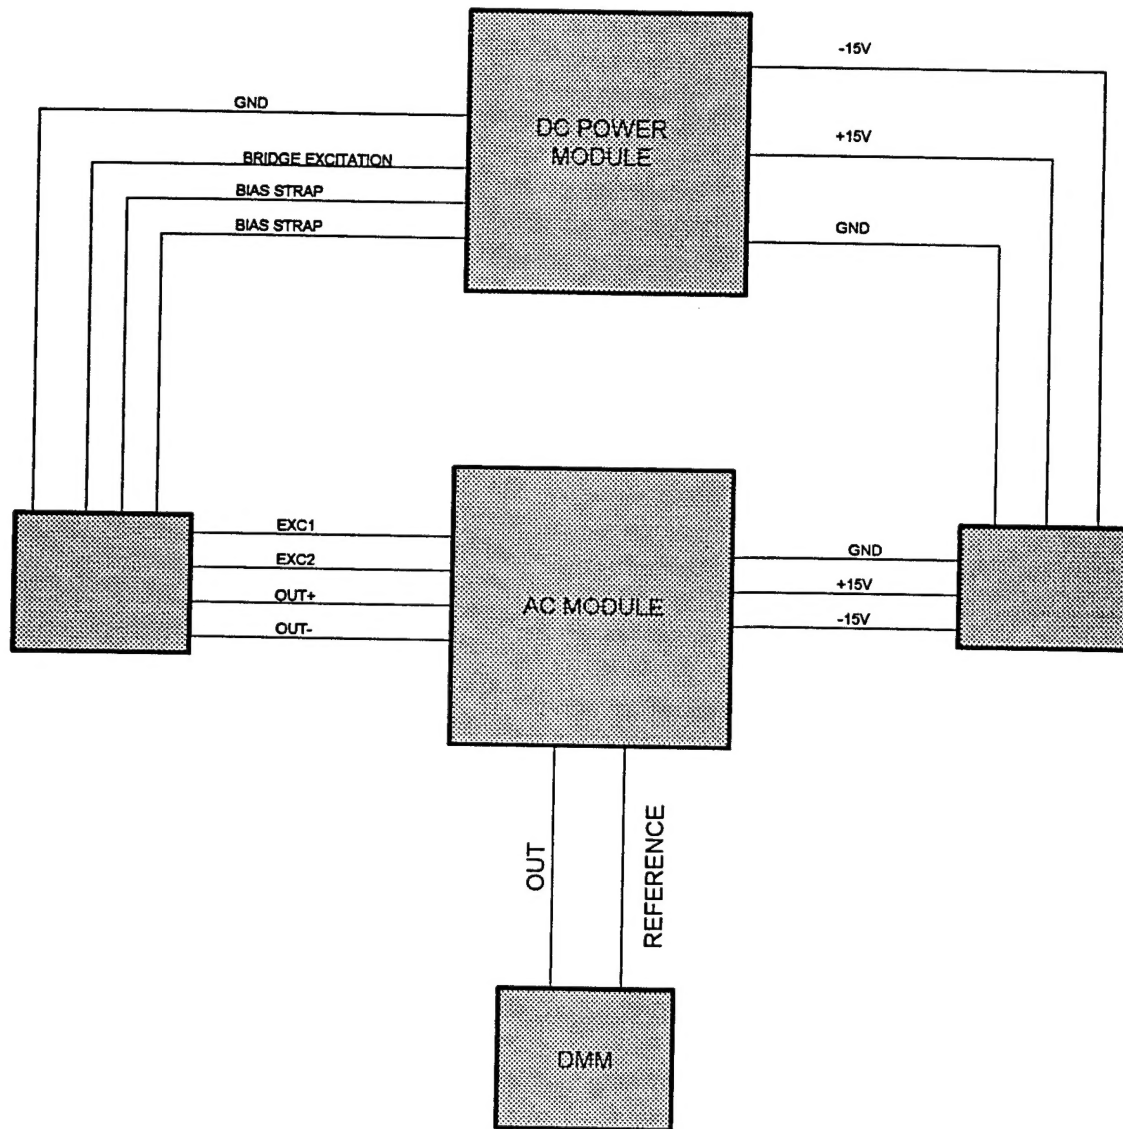 -15V
GND
DC POWER
MODULE
+15V
BRIDGE EXCITATION
BIAS STRAP
BIAS STRAP
GND
EXC1
EXC2
OUT+
OUT-
AC MODULE
GND
+15V
-15V
OUT
REFERENCE
DMM